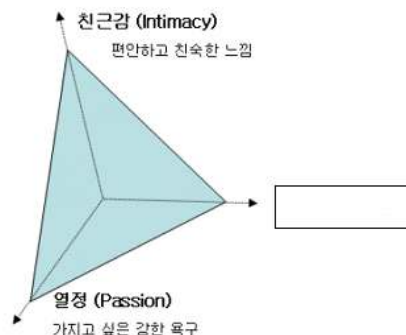 친근감 (Intimacy)
편안하고 친숙한 느낌
열정 (Passion)
가지고 싶은 강한 욕구